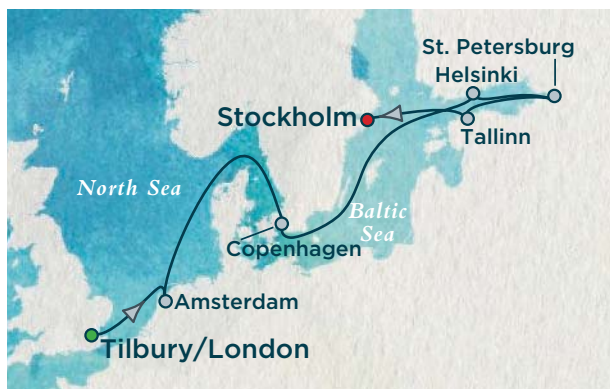 St. Petersburg
Helsinki
Stockholm
Tallinn
North Sea
Baltic
Sea
Copenhagen
Amsterdam
Tilbury/London